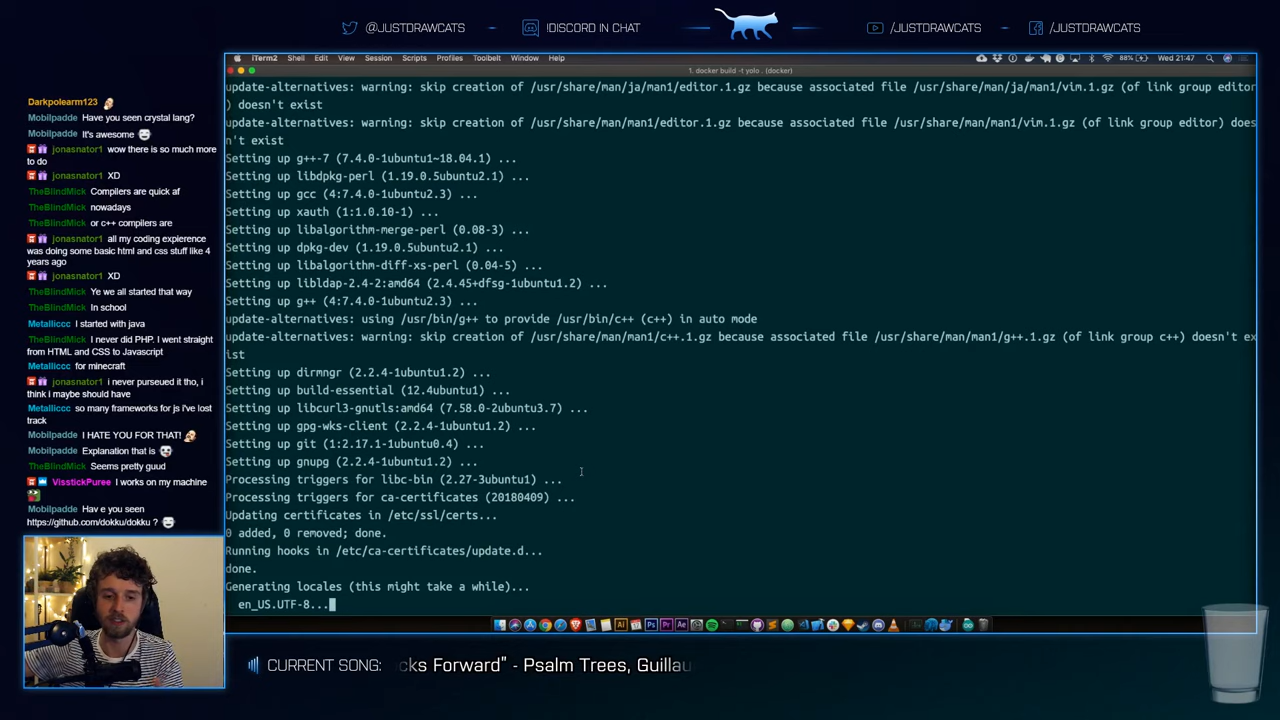 @JUSTDRAWCATS
!DISCORD IN CHAT
/JUSTDRAWCATS
/JUSTDRAWCATS
Darkpolearm123
Mobilpadde Have you seen crystal lang?
Mobilpadde It's awesome
jonasnator1 wow there is so much more
to do
jonasnator1 XD
TheBlindMick Compilers are quick af
TheBlindMick nowadays
TheBlindMick or c++ compilers are
jonasnator1 all my coding expierence
was doing some basic html and css stuff like 4
years ago
jonasnator1 XD
TheBlindMick Ye we all started that way
TheBlindMick In school
Metalliccc I started with java
TheBlindMick I never did PHP. I went straight
from HTML and CSS to Javascript
Metalliccc for minecraft
jonasnator1 i never purseued it tho, i
think I maybe should have
Metalliccc so many frameworks for js i've lost
track
Mobilpadde I HATE YOU FOR THAT!
Mobilpadde Explanation that is
TheBlindMick Seems pretty guud
VisstickPuree I works on my machine
Mobilpadde Hav e you seen
https://github.com/dokku/dokku ?
iTerm2 Shell Edit View Session Scripts Profiles Toolbelt Window Help
88% Wed 21:47
1. docker build -t yolo . (docker)
update-alternatives: warning: skip creation of /usr/share/man/ja/man1/editor.1.gz because associated file /usr/share/man/ja/man1/vim.1.gz (of link group editor
) doesn't exist
update-alternatives: warning: skip creation of /usr/share/man/man1/editor.1.gz because associated file /usr/share/man/man1/vim.1.gz (of link group editor) does
n't exist
Setting up g++-7 (7.4.0-1ubuntu1~18.04.1) ...
Setting up libdpkg-perl (1.19.0.5ubuntu2.1) ...
Setting up gcc (4:7.4.0-1ubuntu2.3) ...
Setting up xauth (1:1.0.10-1) ...
Setting up libalgorithm-merge-perl (0.08-3) ...
Setting up dpkg-dev (1.19.0.5ubuntu2.1) ...
Setting up libalgorithm-diff-xs-perl (0.04-5) ...
Setting up libldap-2.4-2:amd64 (2.4.45+dfsg-1ubuntu1.2) ...
Setting up g++ (4:7.4.0-1ubuntu2.3) ...
update-alternatives: using /usr/bin/g++ to provide /usr/bin/c++ (c++) in auto mode
update-alternatives: warning: skip creation of /usr/share/man/man1/c++.1.gz because associated file /usr/share/man/man1/g++.1.gz (of link group c++) doesn't ex
ist
Setting up dirmngr (2.2.4-1ubuntu1.2) ...
Setting up build-essential (12.4ubuntu1) ...
Setting up libcurl3-gnutls:amd64 (7.58.0-2ubuntu3.7) ...
Setting up gpg-wks-client (2.2.4-1ubuntu1.2) ...
Setting up git (1:2.17.1-1ubuntu0.4) ...
Setting up gnupg (2.2.4-1ubuntu1.2) ...
Processing triggers for libc-bin (2.27-3ubuntu1) ...
Processing triggers for ca-certificates (20180409) ...
Updating certificates in /etc/ssl/certs...
0 added, 0 removed; done.
Running hooks in /etc/ca-certificates/update.d...
done.
Generating locales (this might take a while)...
en_US.UTF-8...
CURRENT SONG: cks Forward" - Psalm Trees, Guillau